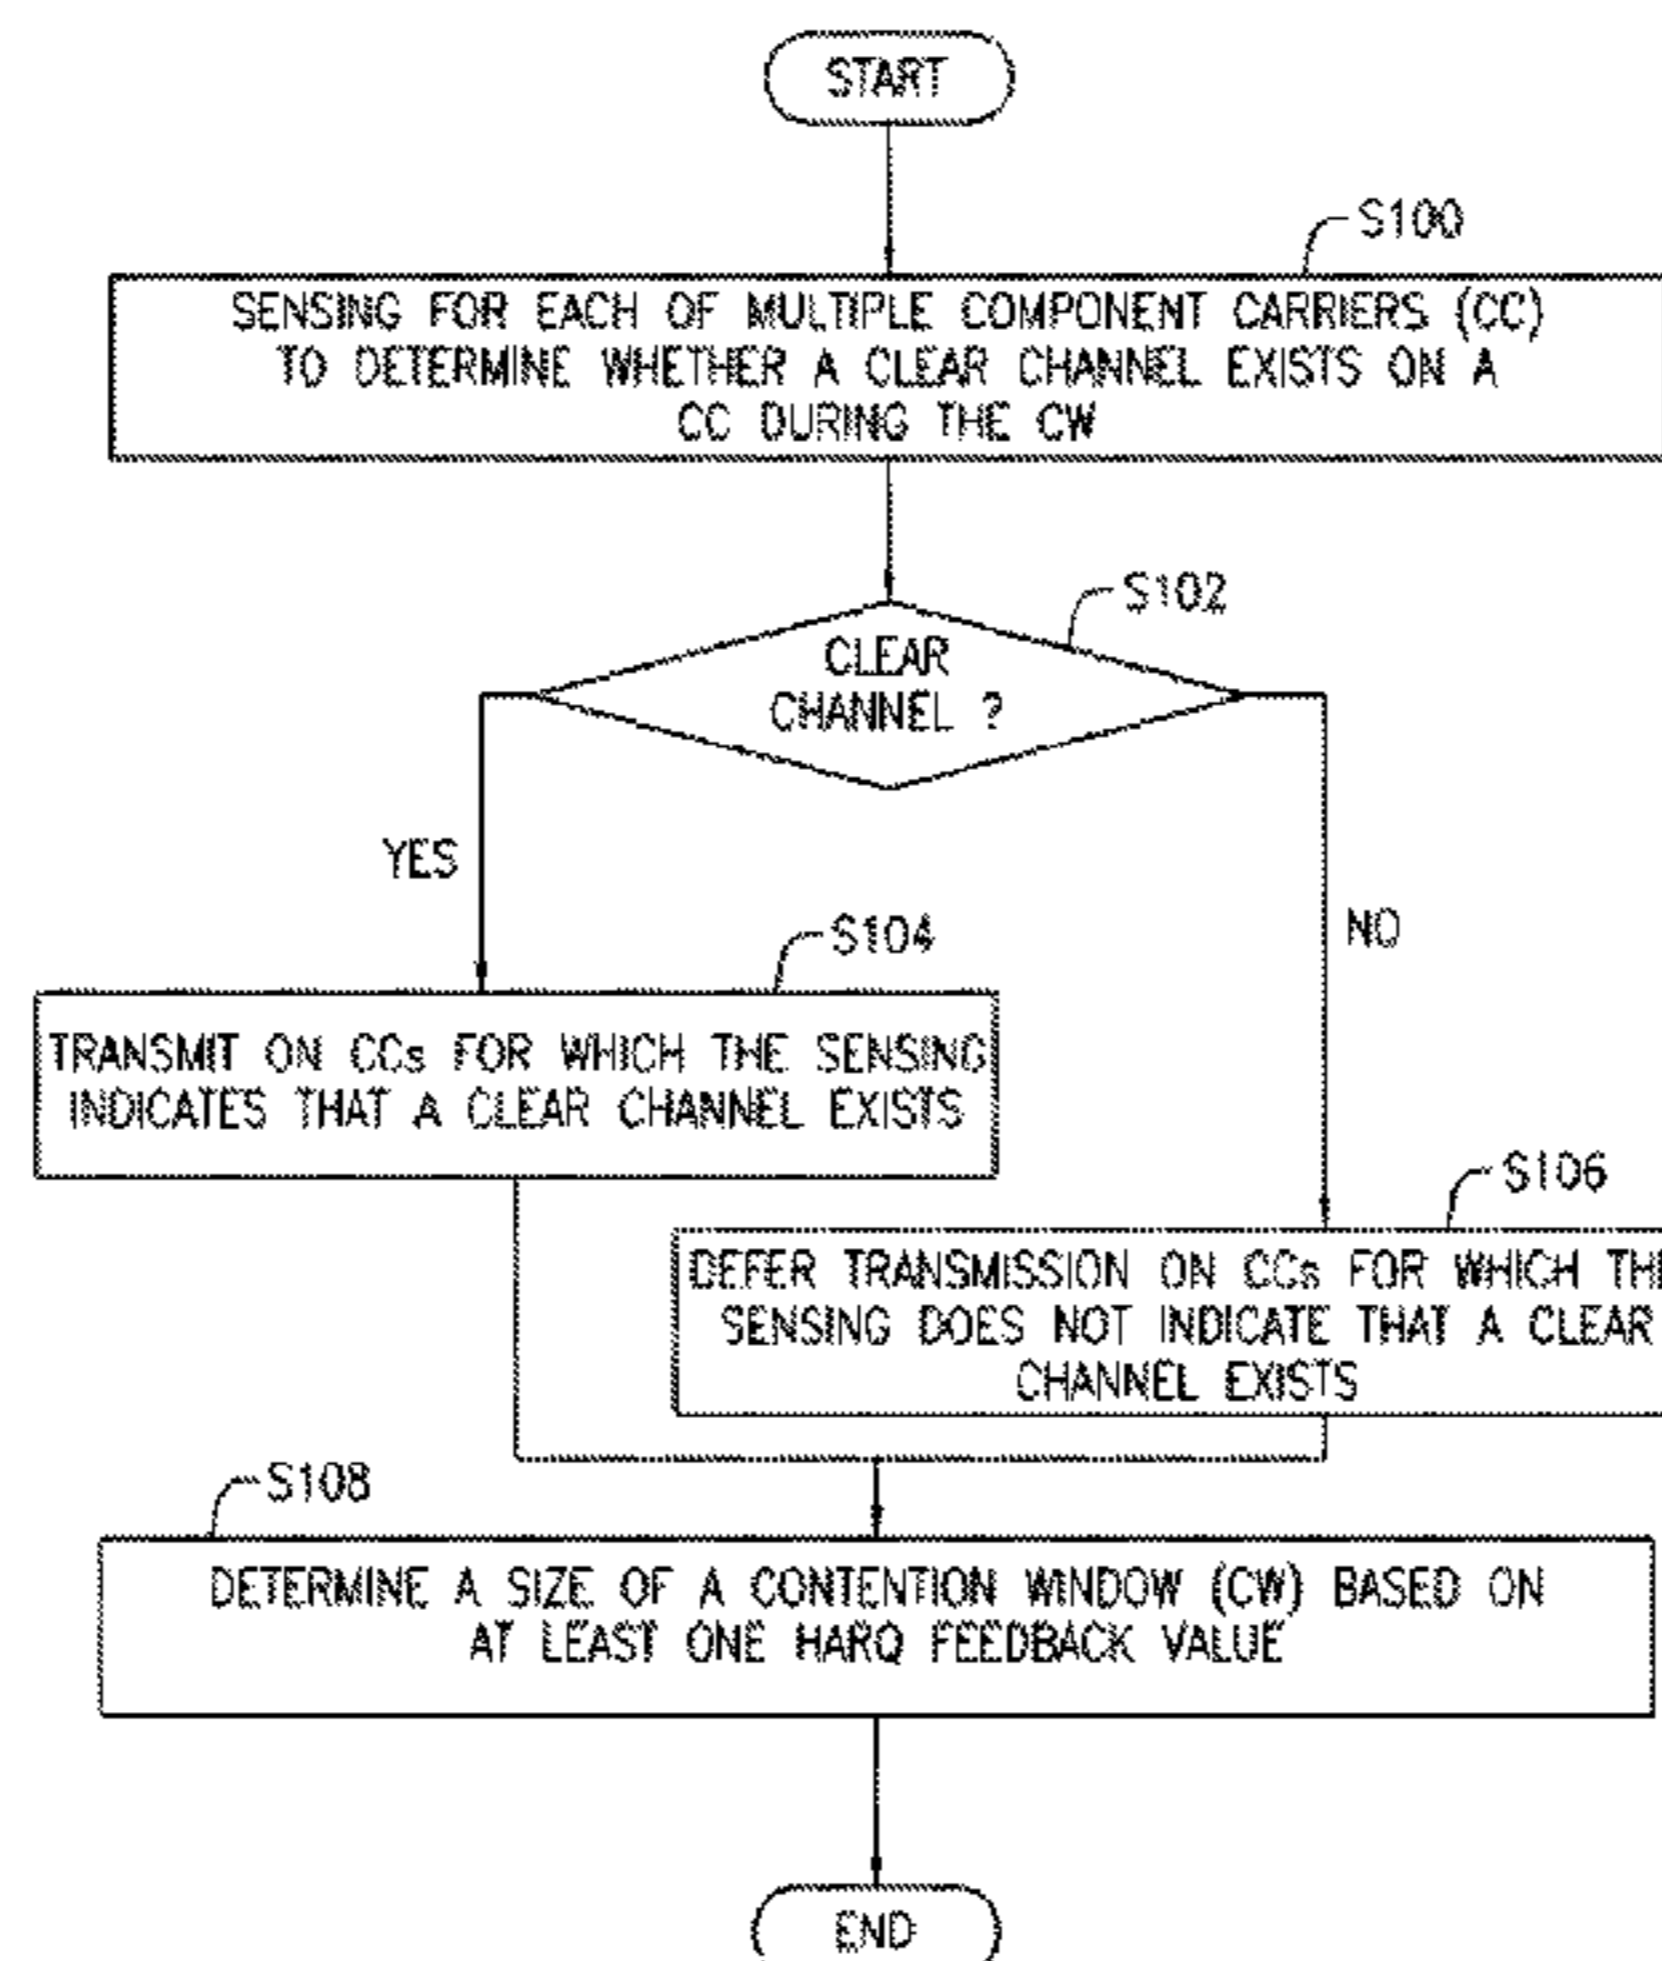 START
S100
SENSING FOR EACH OF MULTIPLE COMPONENT CARRIERS (CC)
TO DETERMINE WHETHER A CLEAR CHANNEL EXISTS ON A
CC DURING THE CW
S102
CLEAR
CHANNEL ?
YES
NO
S104
TRANSMIT ON CCs FOR WHICH THE SENSING
INDICATES THAT A CLEAR CHANNEL EXISTS
S106
DEFER TRANSMISSION ON CCs FOR WHICH THE
SENSING DOES NOT INDICATE THAT A CLEAR
CHANNEL EXISTS
S108
DETERMINE A SIZE OF A CONTENTION WINDOW (CW) BASED ON
AT LEAST ONE HARQ FEEDBACK VALUE
END